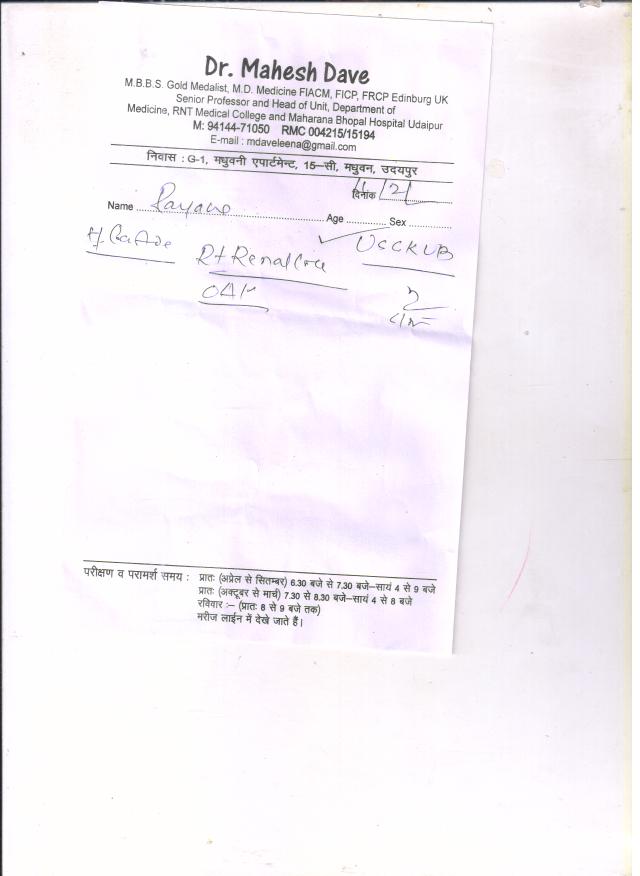 Dr. Mahesh Dave
M.B.B.S. Gold Medalist, M.D. Medicine FIACM, FICP, FRCP Edinburg UK
Senior Professor and Head of Unit, Department of
Medicine, RNT Medical College and Maharana Bhopal Hospital Udaipur
M: 94144-71050 RMC 004215/15194
E-mail : mdaveleena@gmail.com
निवास : G-1, मधुवनी एपार्टमेन्ट, 15-सी, मधुवन, उदयपुर
दिनांक
Name ........ Age ........ Sex ........
Rt Renal
परीक्षण व परामर्श समय : प्रातः (अप्रेल से सितम्बर) 6.30 बजे से 7.30 बजे-सायं 4 से 9 बजे
प्रातः (अक्टूबर से मार्च) 7.30 से 8.30 बजे-सायं 4 से 8 बजे
रविवार :- (प्रातः 8 से 9 बजे तक)
मरीज लाईन में देखे जाते हैं।